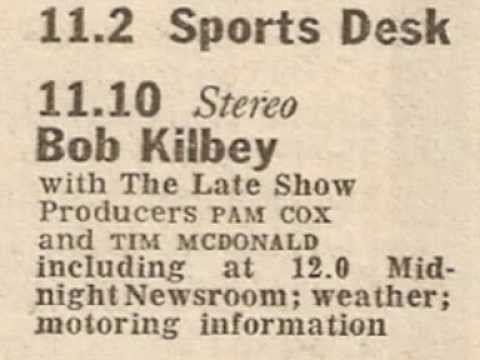 11.2 Sports Desk
11.10 Stereo
Bob Kilbey
with The Late Show
Producers PAM COX
and TIM MCDONALD
including at 12.0 Mid-
night Newsroom; weather;
motoring information